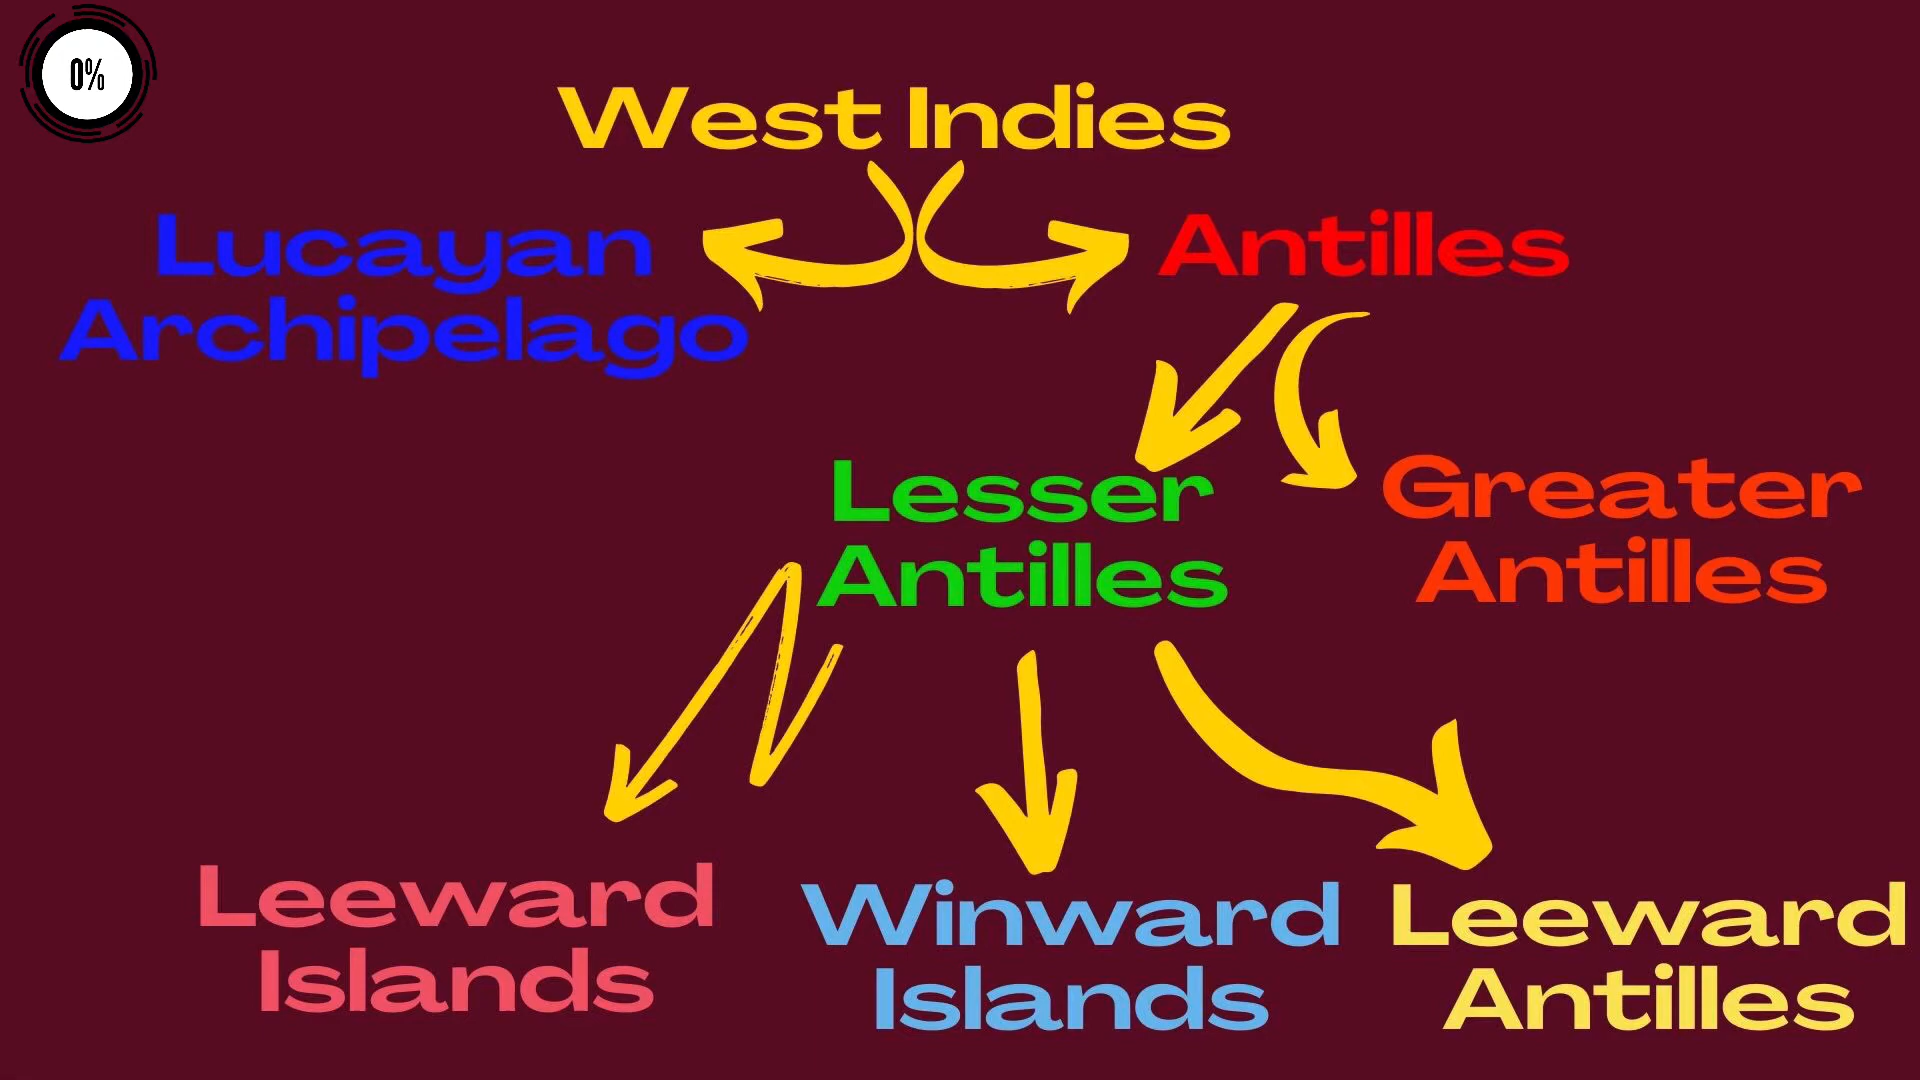 0%
West Indies
Lucayan
Archipelago
Antilles
Lesser
Antilles
Greater
Antilles
Leeward
Islands
Winward
Islands
Leeward
Antilles